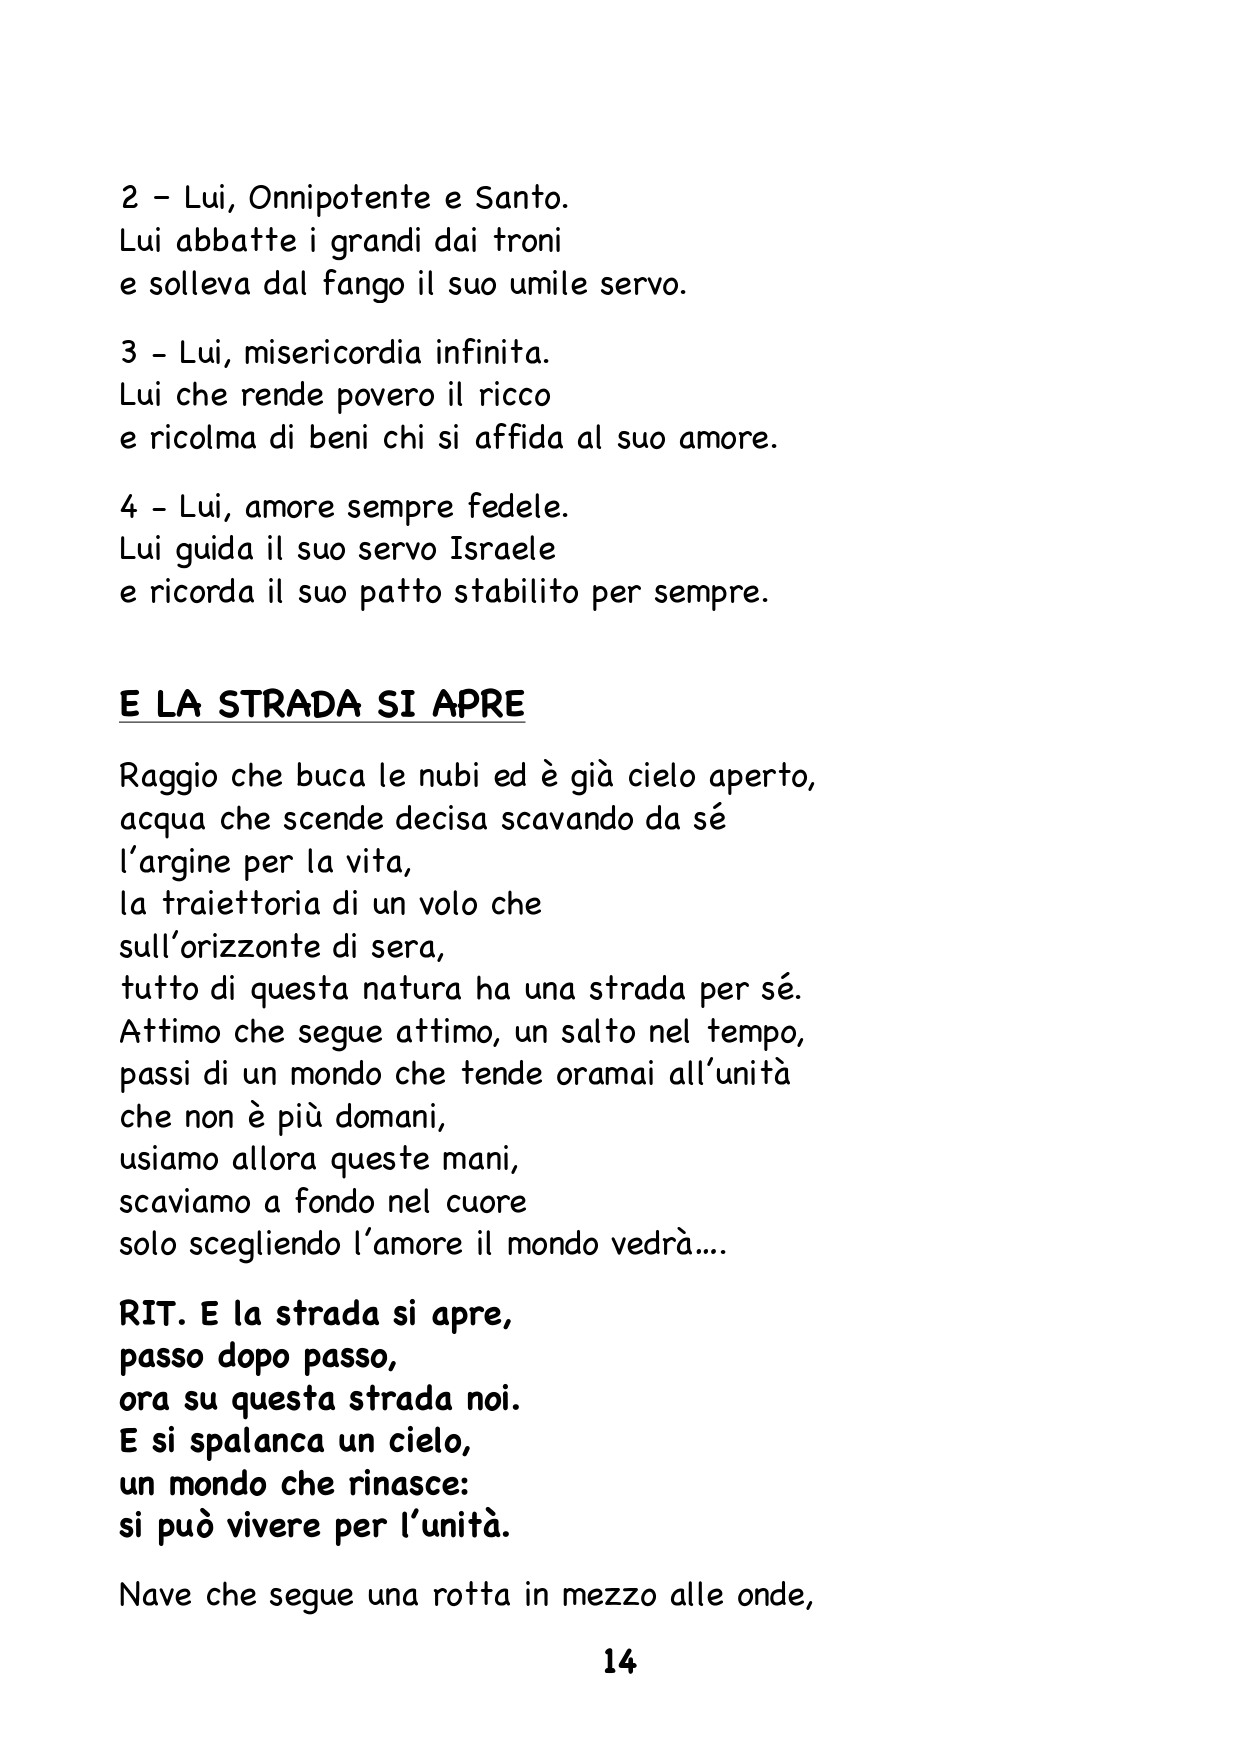 2 – Lui, Onnipotente e Santo.
Lui abbatte i grandi dai troni
e solleva dal fango il suo umile servo.
3 - Lui, misericordia infinita.
Lui che rende povero il ricco
e ricolma di beni chi si affida al suo amore.
4 - Lui, amore sempre fedele.
Lui guida il suo servo Israele
e ricorda il suo patto stabilito per sempre.
E LA STRADA SI APRE
Raggio che buca le nubi ed è già cielo aperto,
acqua che scende decisa scavando da sé
l’argine per la vita,
la traiettoria di un volo che
sull’orizzonte di sera,
tutto di questa natura ha una strada per sé.
Attimo che segue attimo, un salto nel tempo,
passi di un mondo che tende oramai all’unità
che non è più domani,
usiamo allora queste mani,
scaviamo a fondo nel cuore
solo scegliendo l’amore il mondo vedrà….
RIT. E la strada si apre,
passo dopo passo,
ora su questa strada noi.
E si spalanca un cielo,
un mondo che rinasce:
si può vivere per l’unità.
Nave che segue una rotta in mezzo alle onde,
14